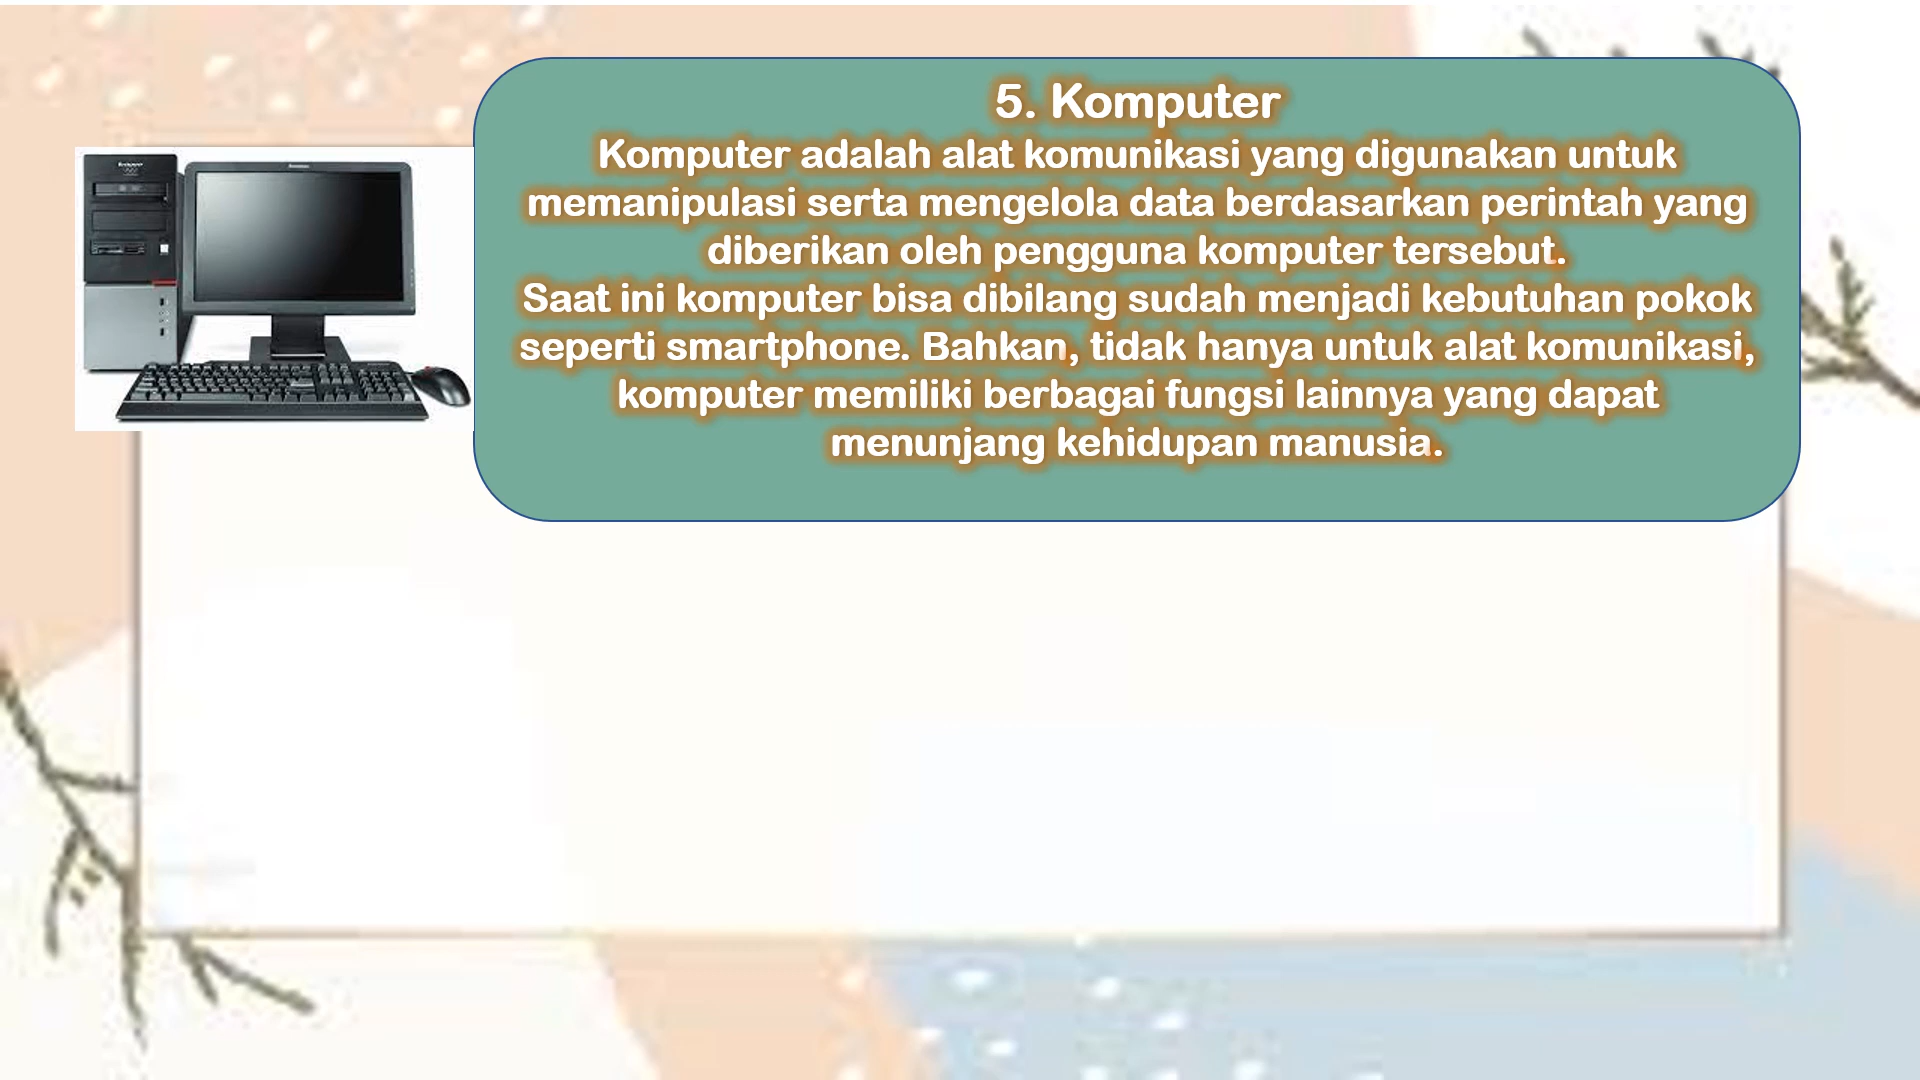 5. Komputer
Komputer adalah alat komunikasi yang digunakan untuk
memanipulasi serta mengelola data berdasarkan perintah yang
diberikan oleh pengguna komputer tersebut.
Saat ini komputer bisa dibilang sudah menjadi kebutuhan pokok
seperti smartphone. Bahkan, tidak hanya untuk alat komunikasi,
komputer memiliki berbagai fungsi lainnya yang dapat
menunjang kehidupan manusia.